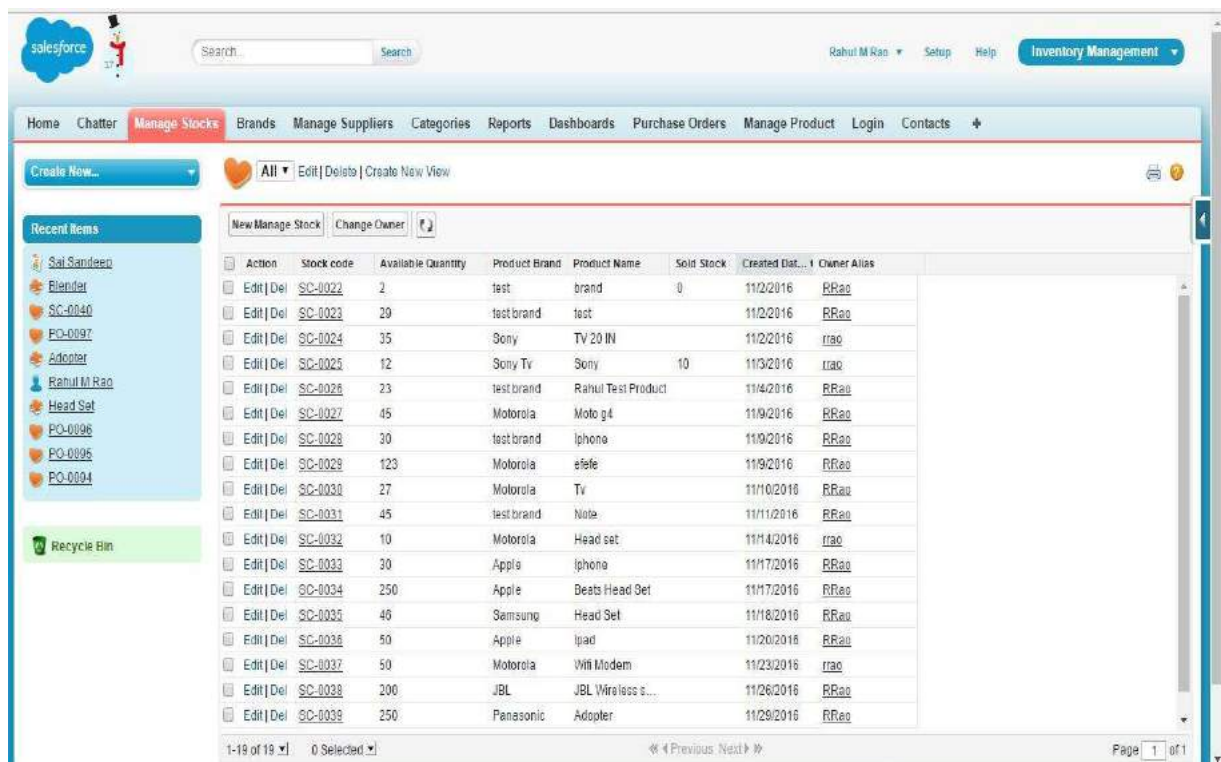 salesforce
17
Search...
Search
Rahul M Rao
Setup
Help
Inventory Management
Home Chatter Manage Stocks Brands Manage Suppliers Categories Reports Dashboards Purchase Orders Manage Product Login Contacts +
Create New...
All Edit | Delete | Create New View
Recent Items
Sai Sandeep
Blender
SC-0040
PO-0097
Adopter
Rahul M Rao
Head Set
PO-0096
PO-0095
PO-0094
Recycle Bin
New Manage Stock Change Owner
Action Stock code Available Quantity Product Brand Product Name Sold Stock Created Dat... Owner Alias
Edit | Del SC-0022 2 test brand 0 11/2/2016 RRao
Edit | Del SC-0023 29 test brand test 11/2/2016 RRao
Edit | Del SC-0024 35 Sony TV 20 IN 11/2/2016 rrao
Edit | Del SC-0025 12 Sony Tv Sony 10 11/3/2016 rrao
Edit | Del SC-0026 23 test brand Rahul Test Product 11/4/2016 RRao
Edit | Del SC-0027 45 Motorola Moto g4 11/9/2016 RRao
Edit | Del SC-0028 30 test brand Iphone 11/9/2016 RRao
Edit | Del SC-0029 123 Motorola efefe 11/9/2016 RRao
Edit | Del SC-0030 27 Motorola Tv 11/10/2016 RRao
Edit | Del SC-0031 45 test brand Note 11/11/2016 RRao
Edit | Del SC-0032 10 Motorola Head set 11/14/2016 rrao
Edit | Del SC-0033 30 Apple Iphone 11/17/2016 RRao
Edit | Del SC-0034 250 Apple Beats Head Set 11/17/2016 RRao
Edit | Del SC-0035 46 Samsung Head Set 11/18/2016 RRao
Edit | Del SC-0036 50 Apple Ipad 11/20/2016 RRao
Edit | Del SC-0037 50 Motorola Wifi Modem 11/23/2016 rrao
Edit | Del SC-0038 200 JBL JBL Wireless s... 11/26/2016 RRao
Edit | Del SC-0039 250 Panasonic Adopter 11/29/2016 RRao
1-19 of 19 0 Selected Previous Next Page 1 of 1